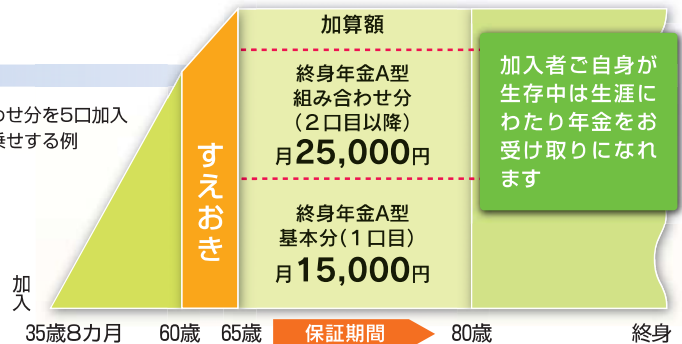 加算額
終身年金A型
組み合わせ分
（2口目以降）
月25,000円
加入者ご自身が
生存中は生涯に
わたり年金をお
受け取りになれ
ます
わせ分を5口加入
乗せする例
すえおき
終身年金A型
基本分（1口目）
月15,000円
加入
35歳8カ月
60歳
65歳
保証期間
80歳
終身